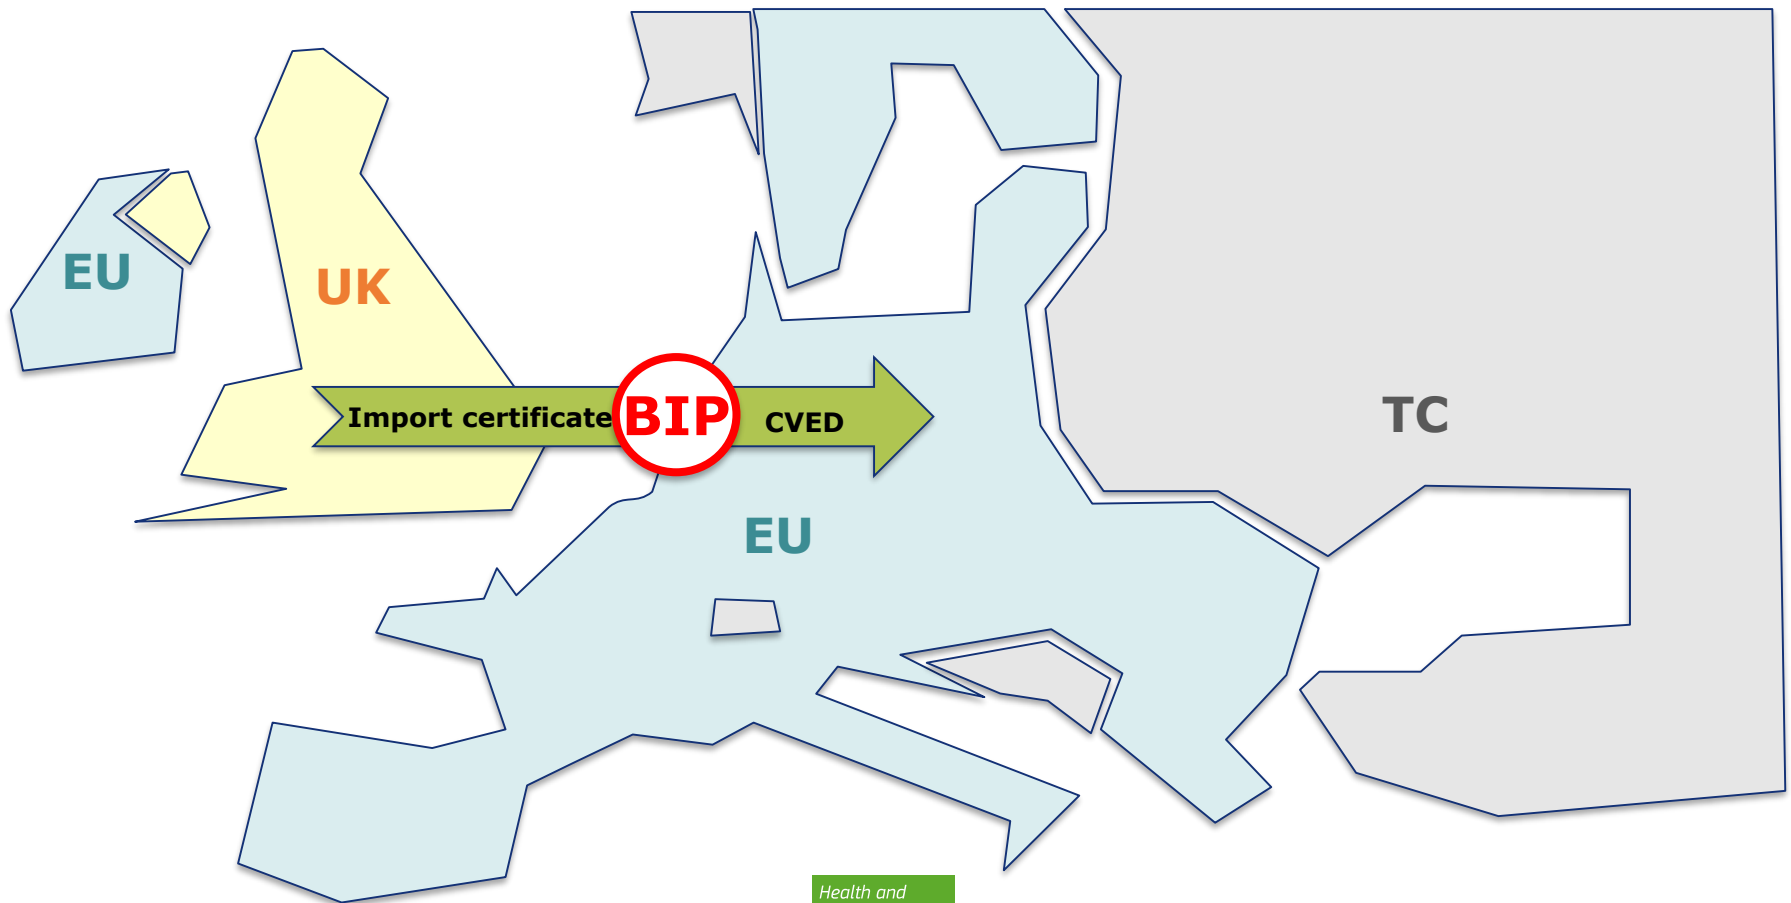 EU
UK
Import certificate
BIP
CVED
TC
EU
Health and